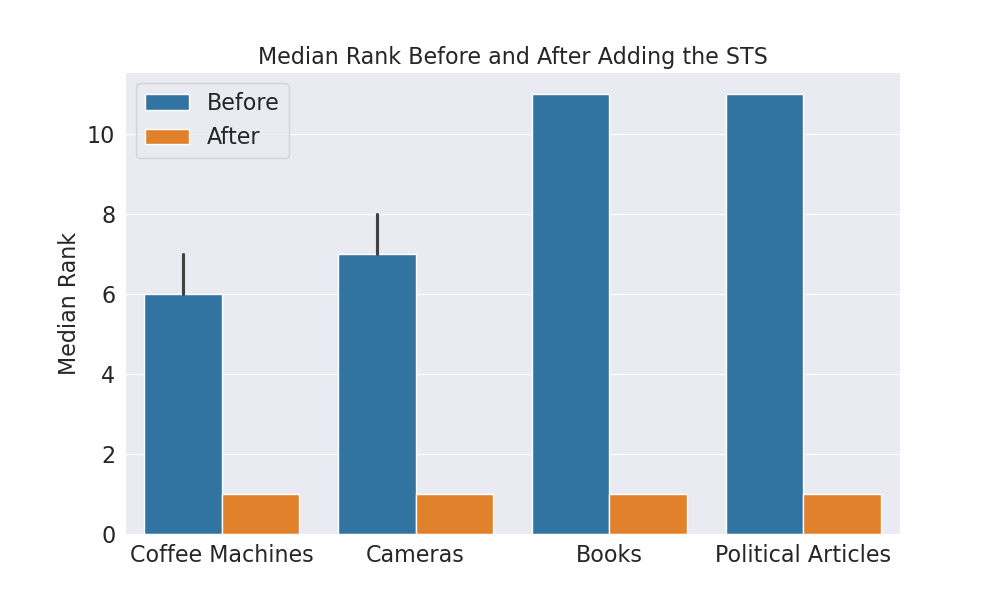 Median Rank Before and After Adding the STS
Before
After
Median Rank
10
8
6
4
2
0
Coffee Machines
Cameras
Books
Political Articles